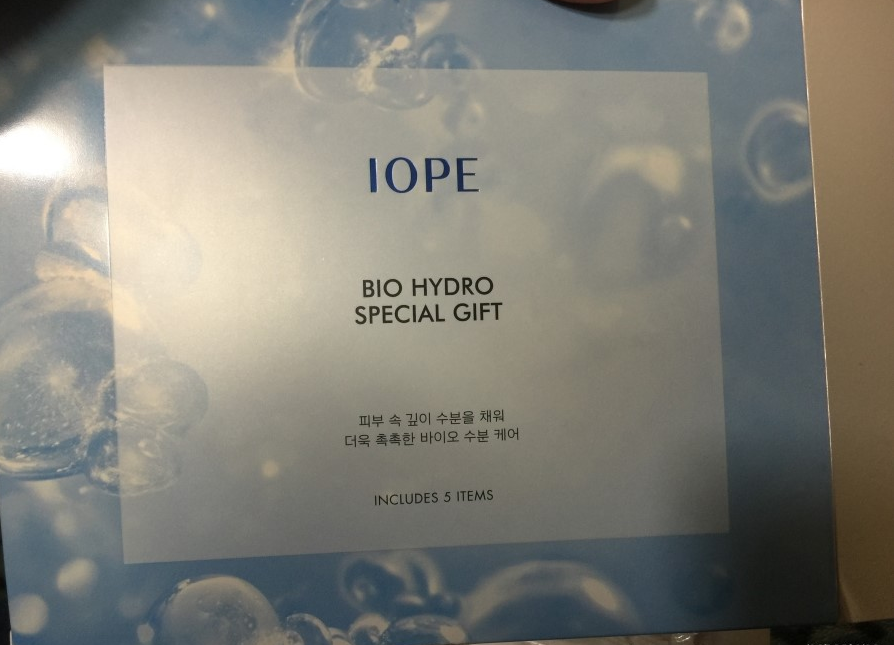 IOPE
BIO HYDRO
SPECIAL GIFT
피부 속 깊이 수분을 채워
더욱 촉촉한 바이오 수분 케어
INCLUDES 5 ITEMS